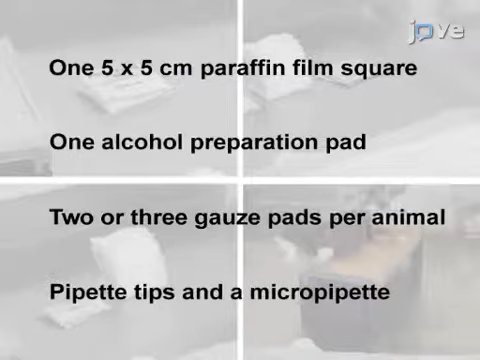 jove
One 5 x 5 cm paraffin film square
One alcohol preparation pad
Two or three gauze pads per animal
Pipette tips and a micropipette